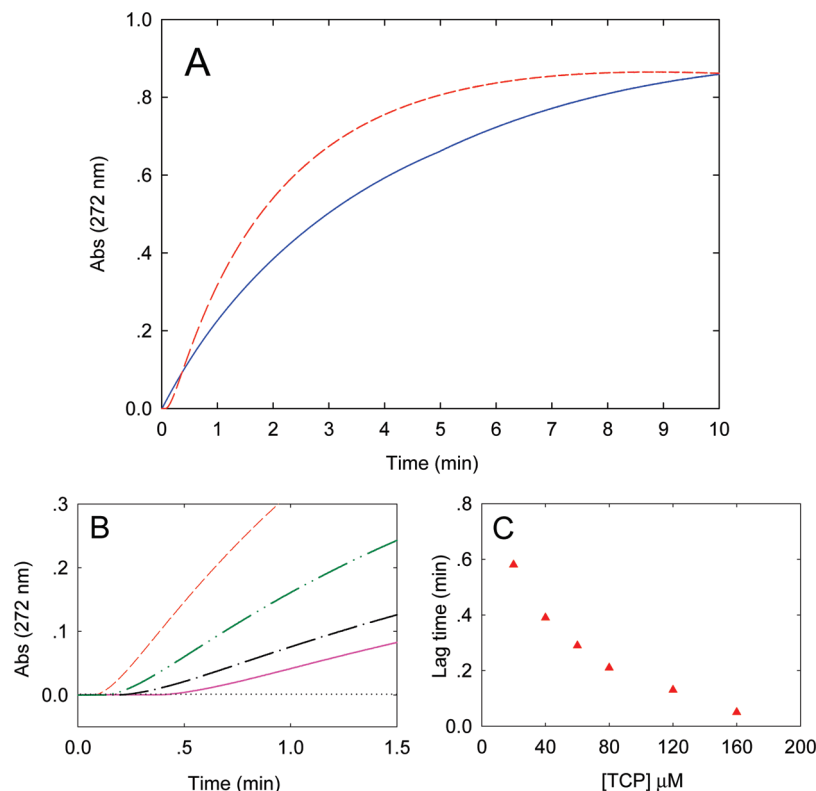 A
1.0
.8
.6
.4
.2
0.0
Abs (272 nm)
0 1 2 3 4 5 6 7 8 9 10
Time (min)
B
.3
.2
.1
0.0
Abs (272 nm)
0.0 .5 1.0 1.5
Time (min)
C
.8
.6
.4
.2
0.0
Lag time (min)
0 40 80 120 160 200
[TCP] μM